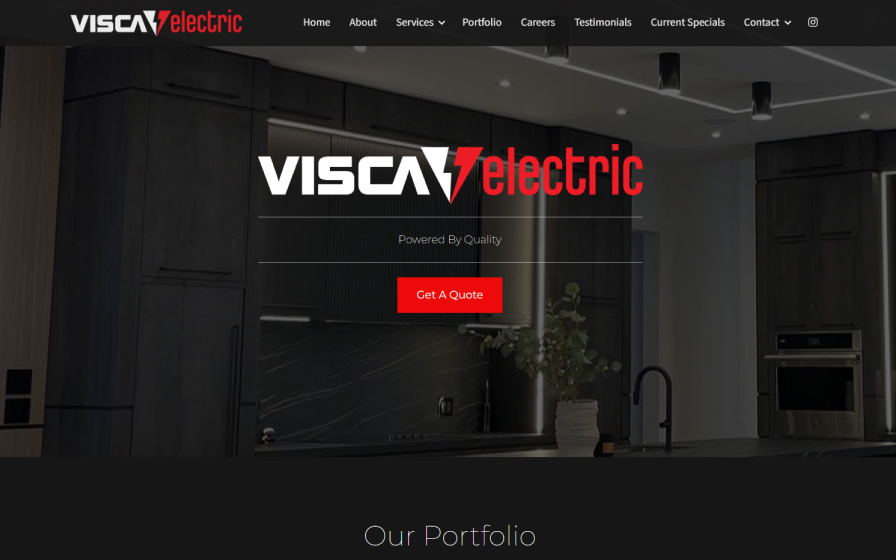 VISCA electric
Home About Services Portfolio Careers Testimonials Current Specials Contact
VISCA electric
Powered By Quality
Get A Quote
Our Portfolio